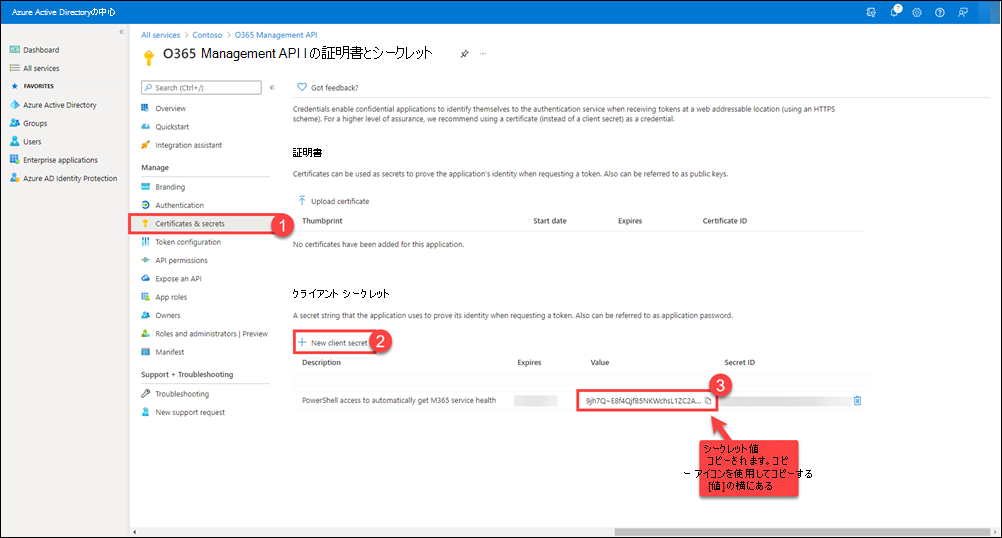 Azure Active Directoryの中心
7
Dashboard
All services
FAVORITES
Azure Active Directory
Groups
Users
Enterprise applications
Azure AD Identity Protection
All services > Contoso > O365 Management API
O365 Management API lの証明書とシークレット
Search (Ctrl+/)
Overview
Quickstart
Integration assistant
Manage
Branding
Authentication
Certificates & secrets
1
Token configuration
API permissions
Expose an API
App roles
Owners
Roles and administrators | Preview
Manifest
Support + Troubleshooting
Troubleshooting
New support request
Got feedback?
Credentials enable confidential applications to identify themselves to the authentication service when receiving tokens at a web addressable location (using an HTTPS
scheme). For a higher level of assurance, we recommend using a certificate (instead of a client secret) as a credential.
証明書
Certificates can be used as secrets to prove the application's identity when requesting a token. Also can be referred to as public keys.
Upload certificate
Thumbprint Start date Expires Certificate ID
No certificates have been added for this application.
クライアント シークレット
A secret string that the application uses to prove its identity when requesting a token. Also can be referred to as application password.
New client secret
2
Description Expires Value Secret ID
3
PowerShell access to automatically get M365 service health 9jh7Q~E8f4QjfB5NKWchsL1ZC2A...
シークレット値
コピーされます。コピ
ー アイコンを使用してコピーする
[値] の横にある